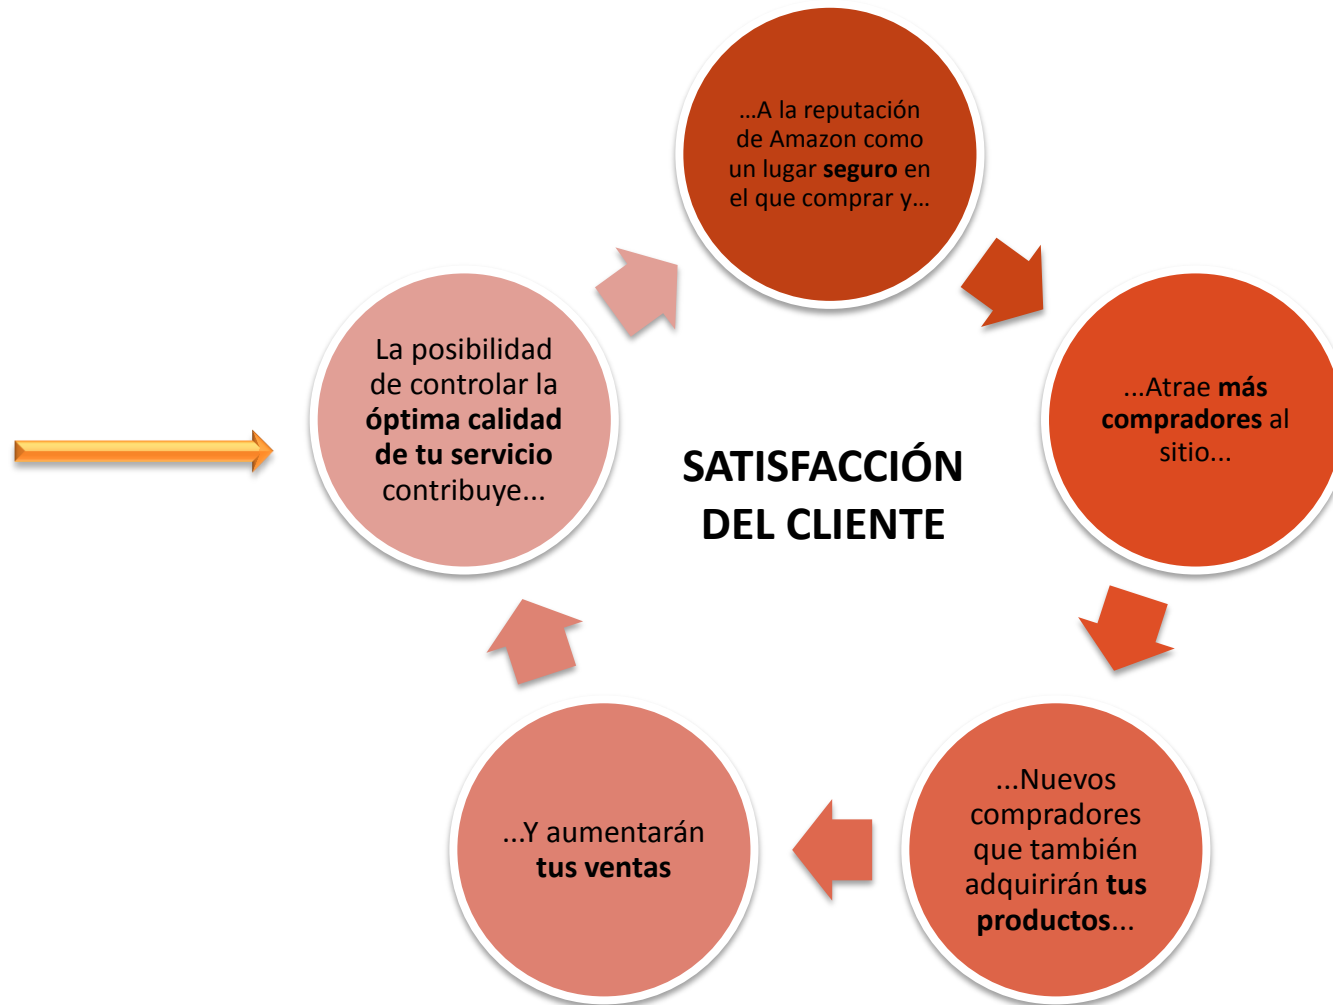 ...A la reputación
de Amazon como
un lugar seguro en
el que comprar y...
La posibilidad
de controlar la
óptima calidad
de tu servicio
contribuye...
...Atrae más
compradores al
sitio...
SATISFACCIÓN
DEL CLIENTE
...Nuevos
compradores
que también
adquirirán tus
productos...
...Y aumentarán
tus ventas